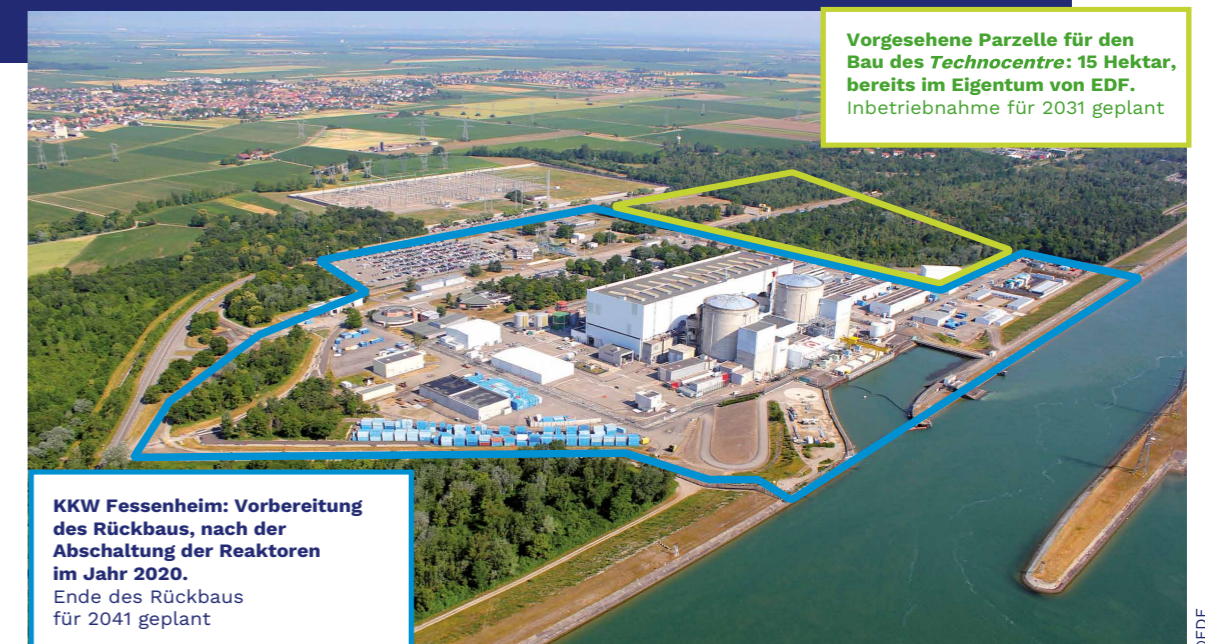 Vorgesehene Parzelle für den
Bau des Technocentre: 15 Hektar,
bereits im Eigentum von EDF.
Inbetriebnahme für 2031 geplant
KKW Fessenheim: Vorbereitung
des Rückbaus, nach der
Abschaltung der Reaktoren
im Jahr 2020.
Ende des Rückbaus
für 2041 geplant